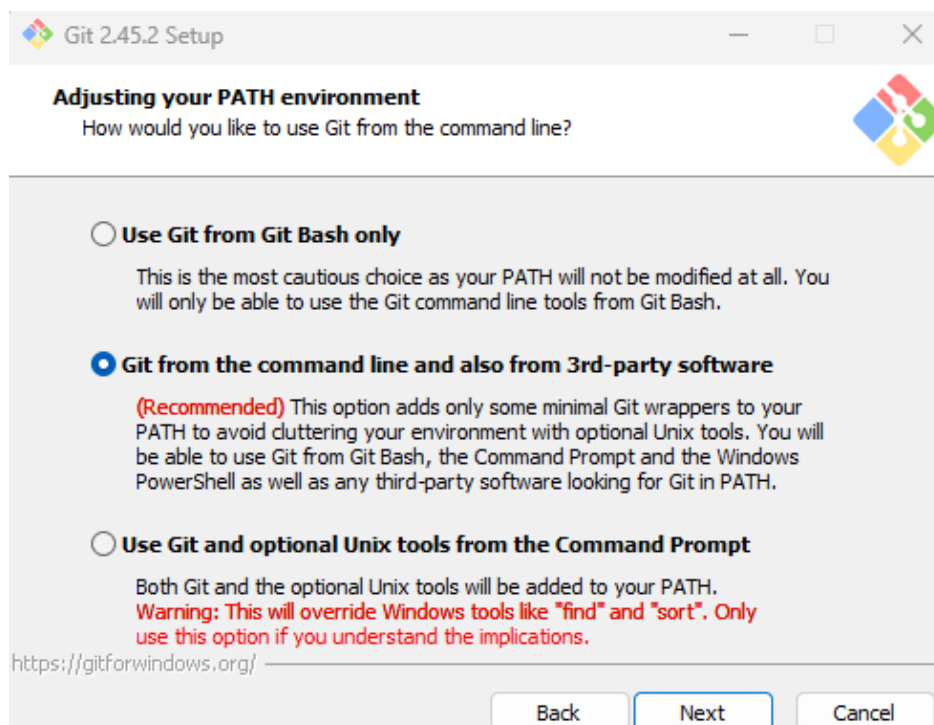 Git 2.45.2 Setup
Adjusting your PATH environment
How would you like to use Git from the command line?
Use Git from Git Bash only
This is the most cautious choice as your PATH will not be modified at all. You
will only be able to use the Git command line tools from Git Bash.
Git from the command line and also from 3rd-party software
(Recommended) This option adds only some minimal Git wrappers to your
PATH to avoid cluttering your environment with optional Unix tools. You will
be able to use Git from Git Bash, the Command Prompt and the Windows
PowerShell as well as any third-party software looking for Git in PATH.
Use Git and optional Unix tools from the Command Prompt
Both Git and the optional Unix tools will be added to your PATH.
Warning: This will override Windows tools like "find" and "sort". Only
use this option if you understand the implications.
https://gitforwindows.org/
Back Next Cancel